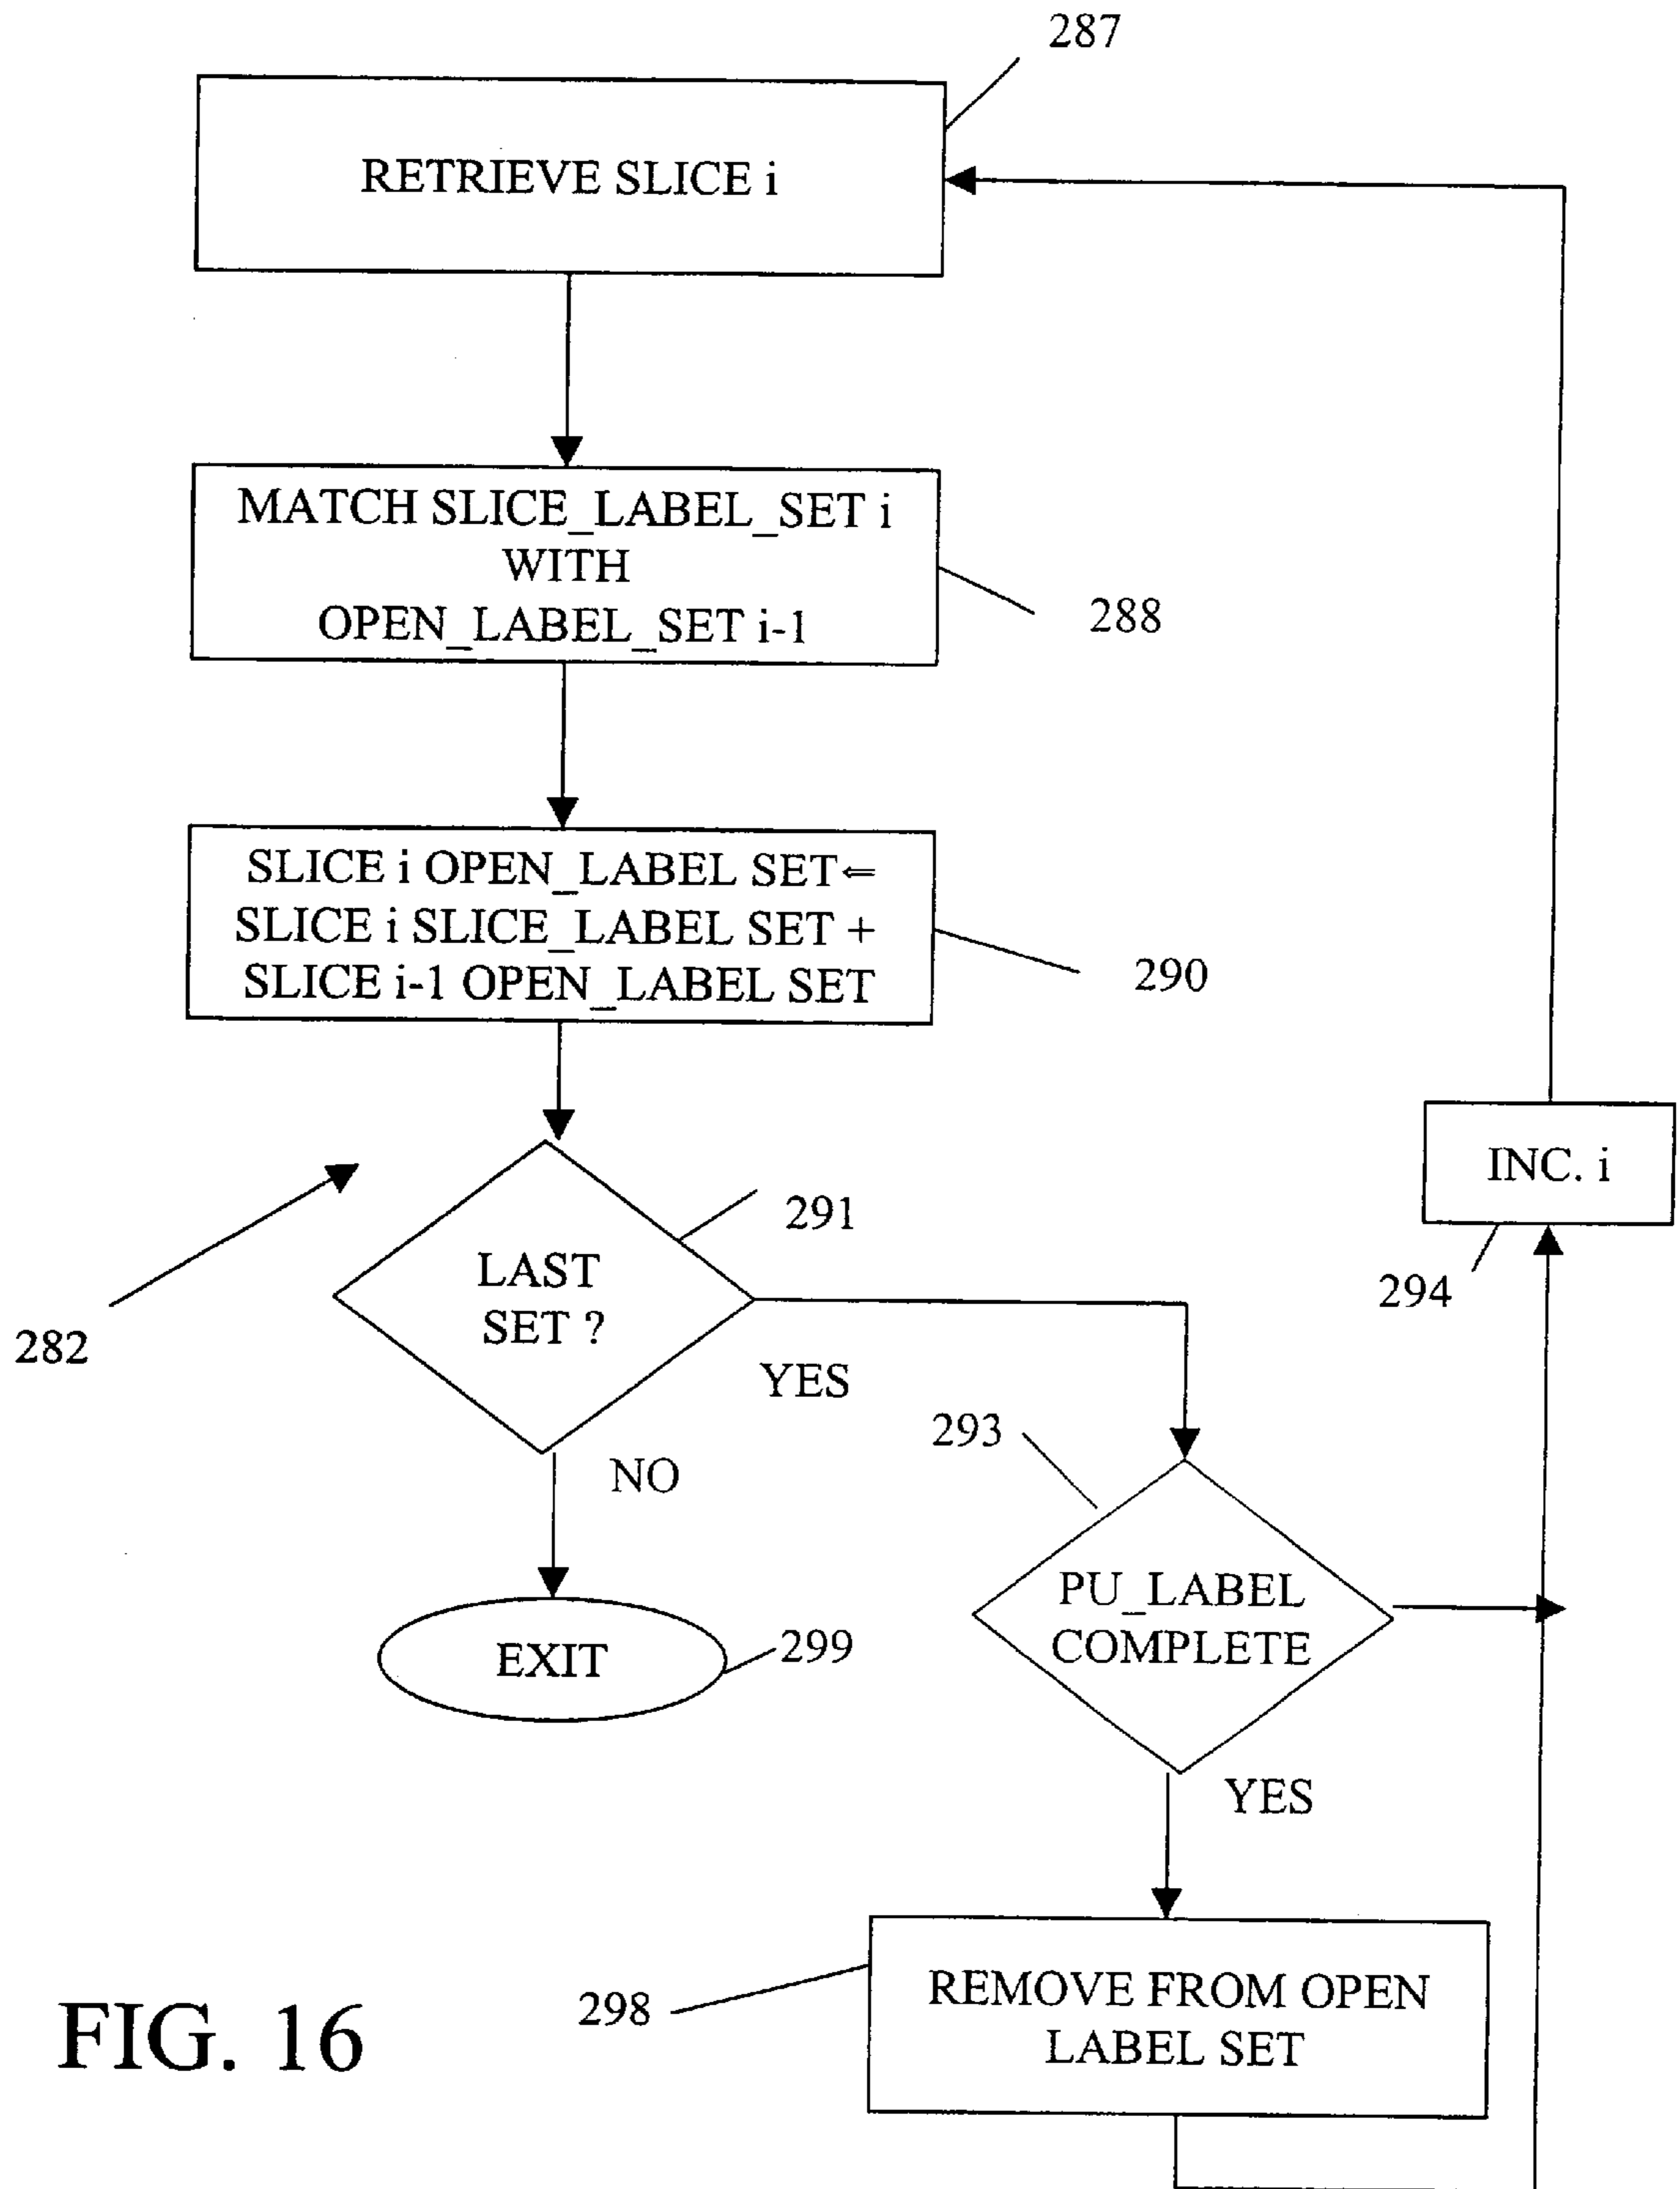 287
RETRIEVE SLICE i
MATCH SLICE_LABEL_SET i
WITH
OPEN_LABEL_SET i-1
288
SLICE i OPEN_LABEL SET⇐
SLICE i SLICE_LABEL SET +
SLICE i-1 OPEN_LABEL SET
290
INC. i
294
291
LAST
SET ?
282
YES
NO
293
PU_LABEL
COMPLETE
EXIT
299
YES
REMOVE FROM OPEN
LABEL SET
298
FIG. 16